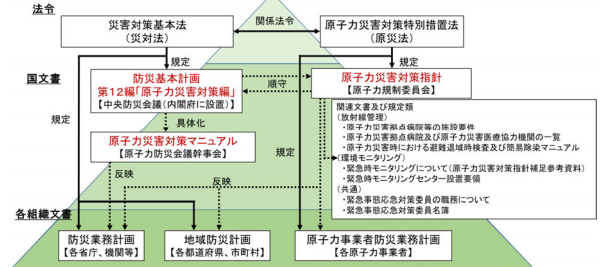 法令
災害対策基本法
（災対法）
関係法令
原子力災害対策特別措置法
（原災法）
規定
規定
国文書
防災基本計画
第12編「原子力災害対策編」
【中央防災会議(内閣府に設置)】
順守
原子力災害対策指針
【原子力規制委員会】
具体化
規定
規定
関連文書及び規定類
(放射線管理)
・原子力災害拠点病院等の施設要件
・原子力災害拠点病院及び原子力災害医療協力機関の一覧
・原子力災害時における避難退域時検査及び簡易除染マニュアル
(環境モニタリング)
・緊急時モニタリングについて(原子力災害対策指針補足参考資料)
・緊急時モニタリングセンター設置要領
(共通)
・緊急事態応急対策委員の職務について
・緊急事態応急対策委員名簿
原子力災害対策マニュアル
【原子力防災会議幹事会】
反映
反映
各組織文書
防災業務計画
【各省庁、機関等】
地域防災計画
【各都道府県、市町村】
原子力事業者防災業務計画
【各原子力事業者】